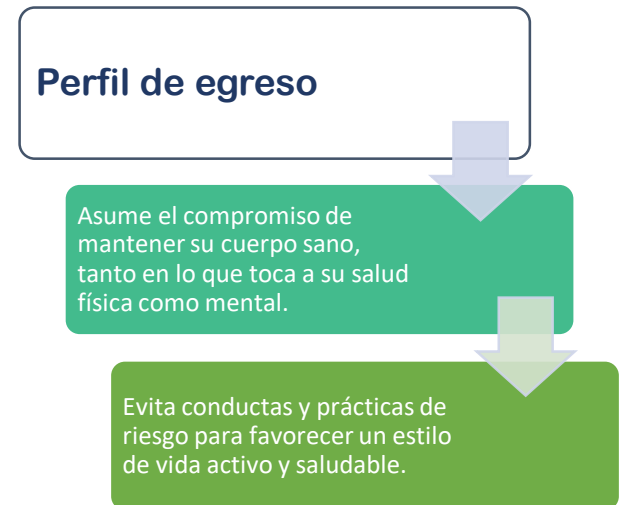 Perfil de egreso
Asume el compromiso de
mantener su cuerpo sano,
tanto en lo que toca a su salud
física como mental.
Evita conductas y prácticas de
riesgo para favorecer un estilo
de vida activo y saludable.